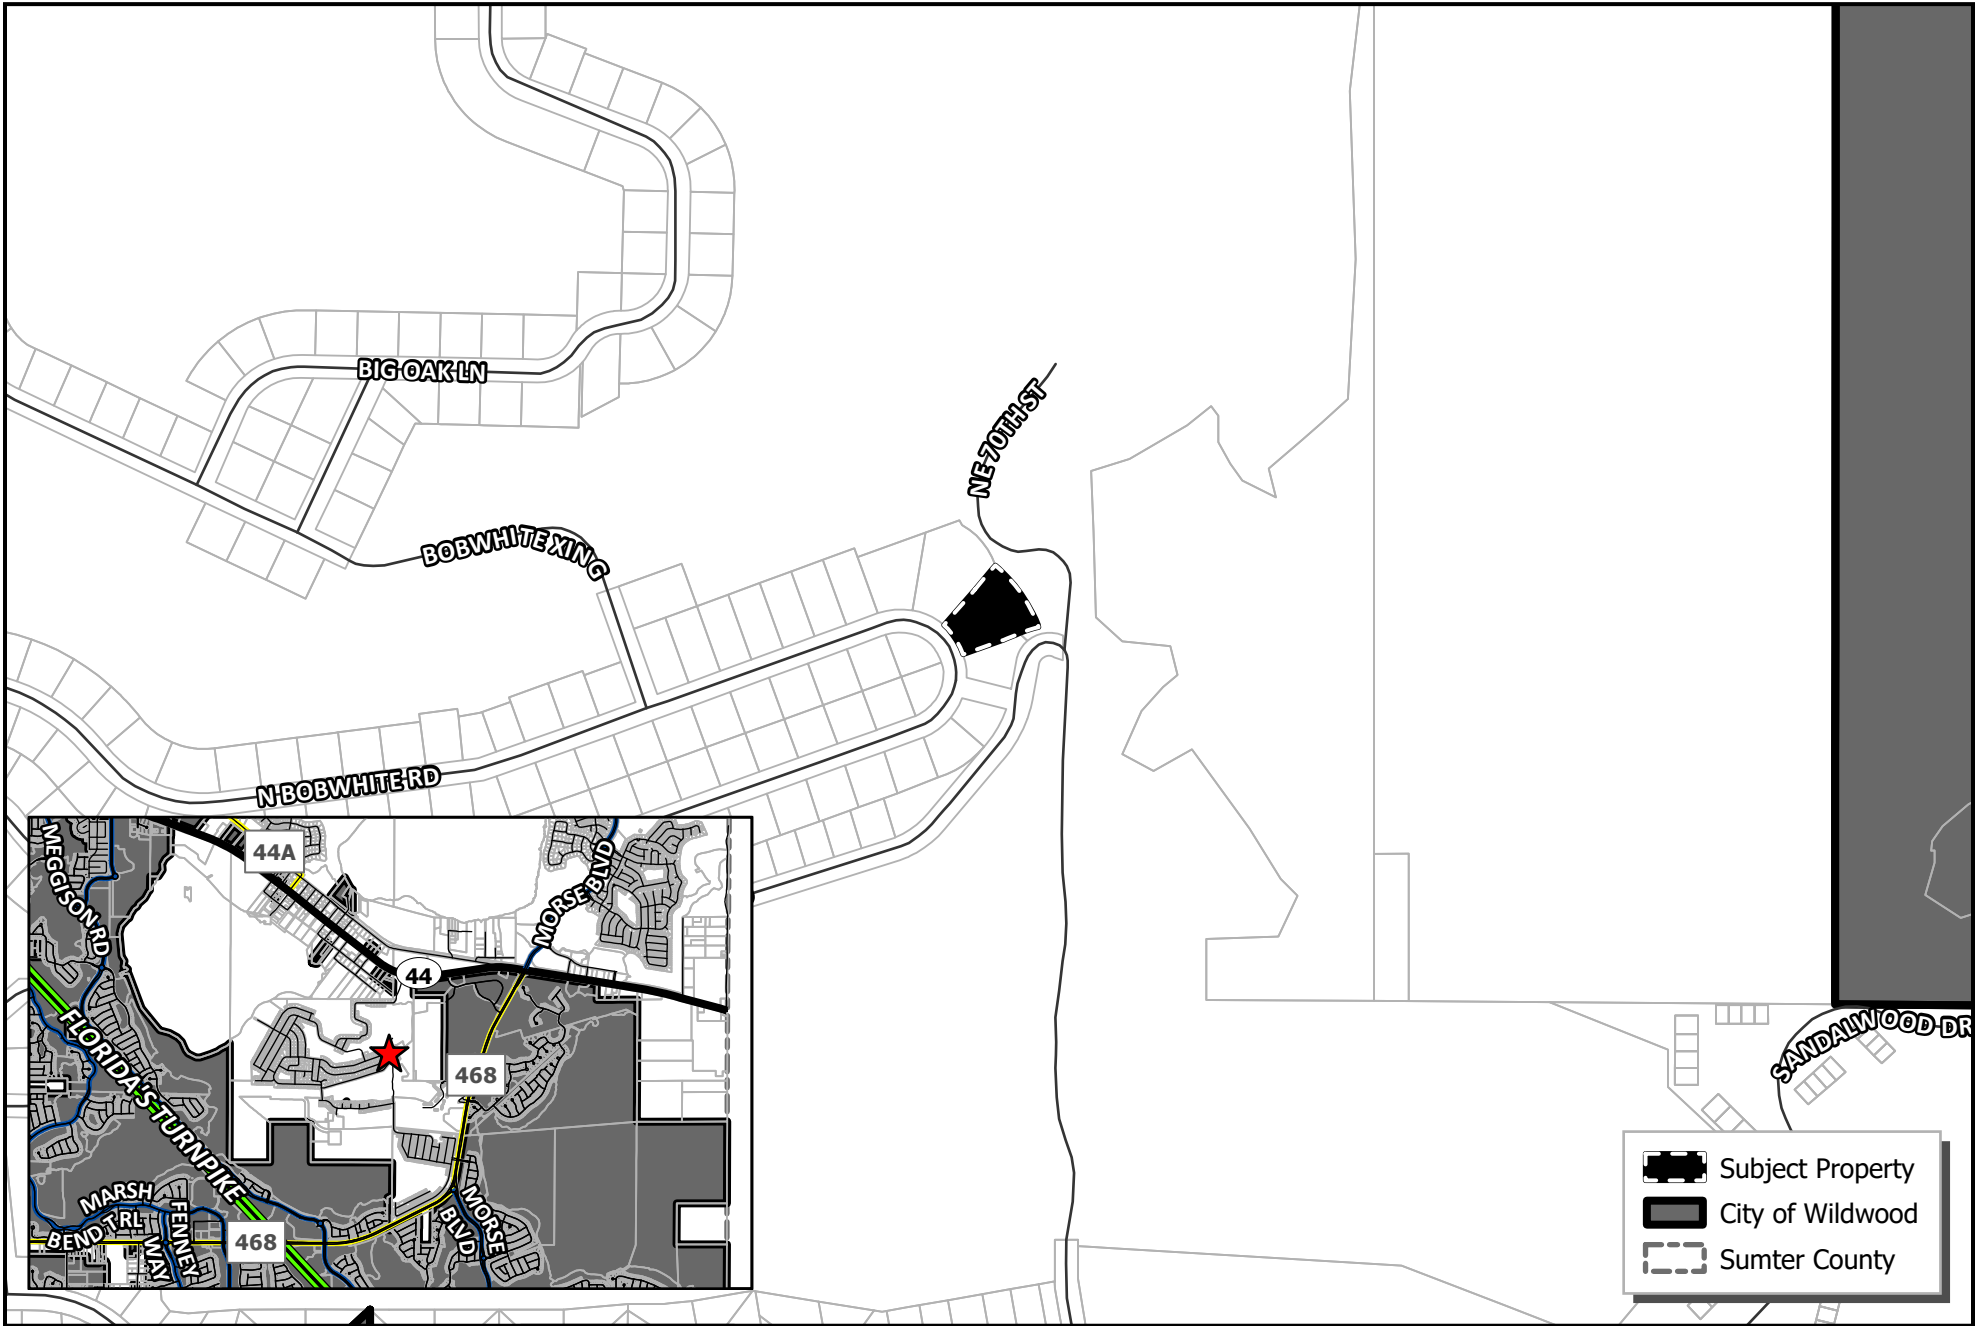 BIG OAK LN
NE 70TH ST
BOBWHITE XING
N BOBWHITE RD
SANDALWOOD DR
MEGGISON RD
44A
MORSE BLVD
44
FLORIDA'S TURNPIKE
468
MARSH
BEND TRL
FENNEY
WAY
468
MORSE
BLVD
Subject Property
City of Wildwood
Sumter County